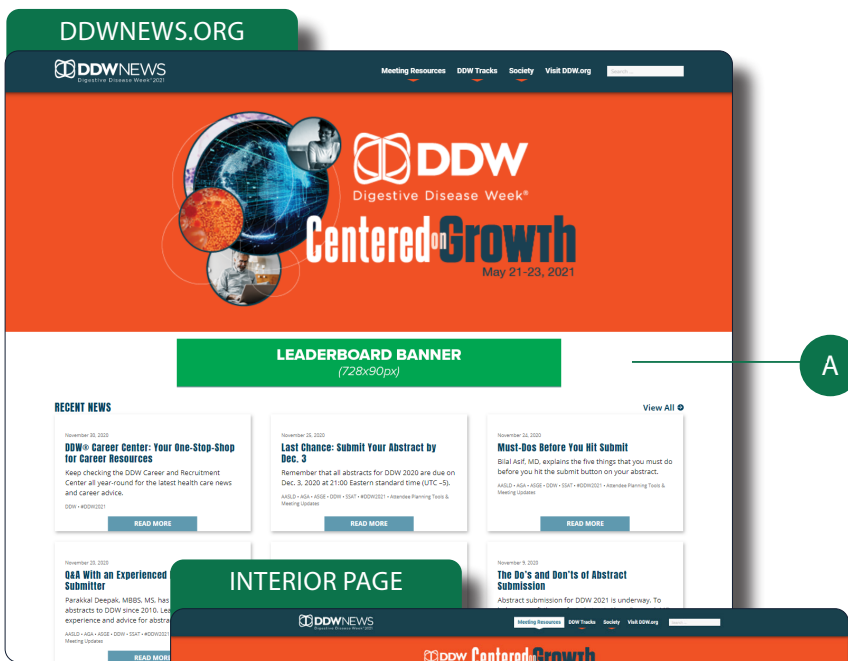 DDWNEWS.ORG
DDWNEWS
Digestive Disease Week® 2021
Meeting Resources DDW Tracks Society Visit DDW.org Search ...
DDW
Digestive Disease Week®
Centered on Growth
May 21-23, 2021
LEADERBOARD BANNER
(728x90px)
A
RECENT NEWS
View All
November 30, 2020
DDW® Career Center: Your One-Stop-Shop
for Career Resources
Keep checking the DDW Career and Recruitment
Center all year-round for the latest health care news
and career advice.
DDW • #DDW2021
READ MORE
November 25, 2020
Last Chance: Submit Your Abstract by
Dec. 3
Remember that all abstracts for DDW 2020 are due on
Dec. 3, 2020 at 21:00 Eastern standard time (UTC –5).
AASLD • AGA • ASGE • DDW • SSAT • #DDW2021 • Attendee Planning Tools &
Meeting Updates
READ MORE
November 24, 2020
Must-Dos Before You Hit Submit
Bilal Asif, MD, explains the five things that you must do
before you hit the submit button on your abstract.
AASLD • AGA • ASGE • DDW • SSAT • #DDW2021 • Attendee Planning Tools &
Meeting Updates
READ MORE
November 20, 2020
Q&A With an Experienced
Submitter
Parakkal Deepak, MBBS, MS, has
abstracts to DDW since 2010. Lea
experience and advice for abstra
AASLD • AGA • ASGE • DDW • SSAT • #DDW2021
Meeting Updates
READ MOR
November 9, 2020
The Do's and Don'ts of Abstract
Submission
Abstract submission for DDW 2021 is underway. To
INTERIOR PAGE
DDWNEWS
Digestive Disease Week® 2021
Meeting Resources DDW Tracks Society Visit DDW.org
DDW Centered on Growth